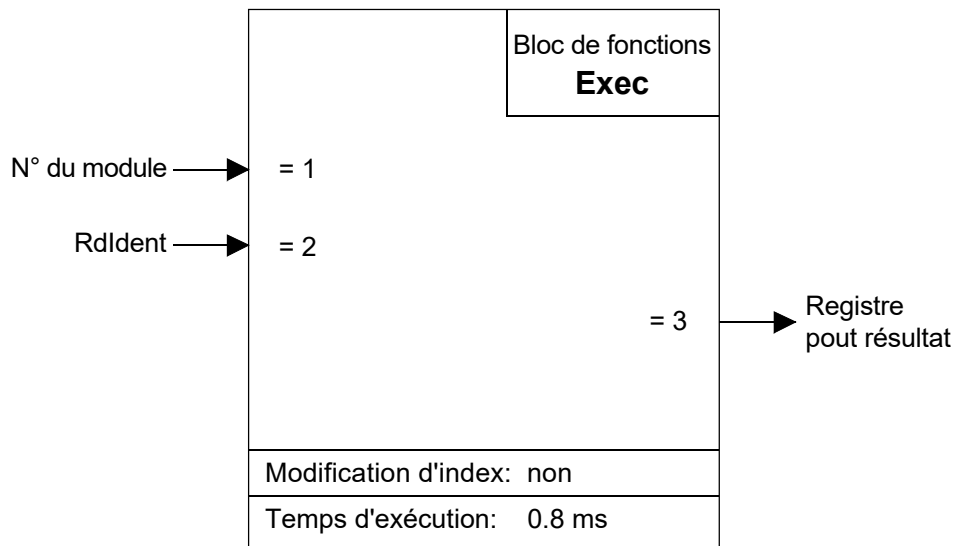 Bloc de fonctions
Exec
N° du module
= 1
RdIdent
= 2
= 3
Registre
pout résultat
Modification d'index: non
Temps d'exécution: 0.8 ms